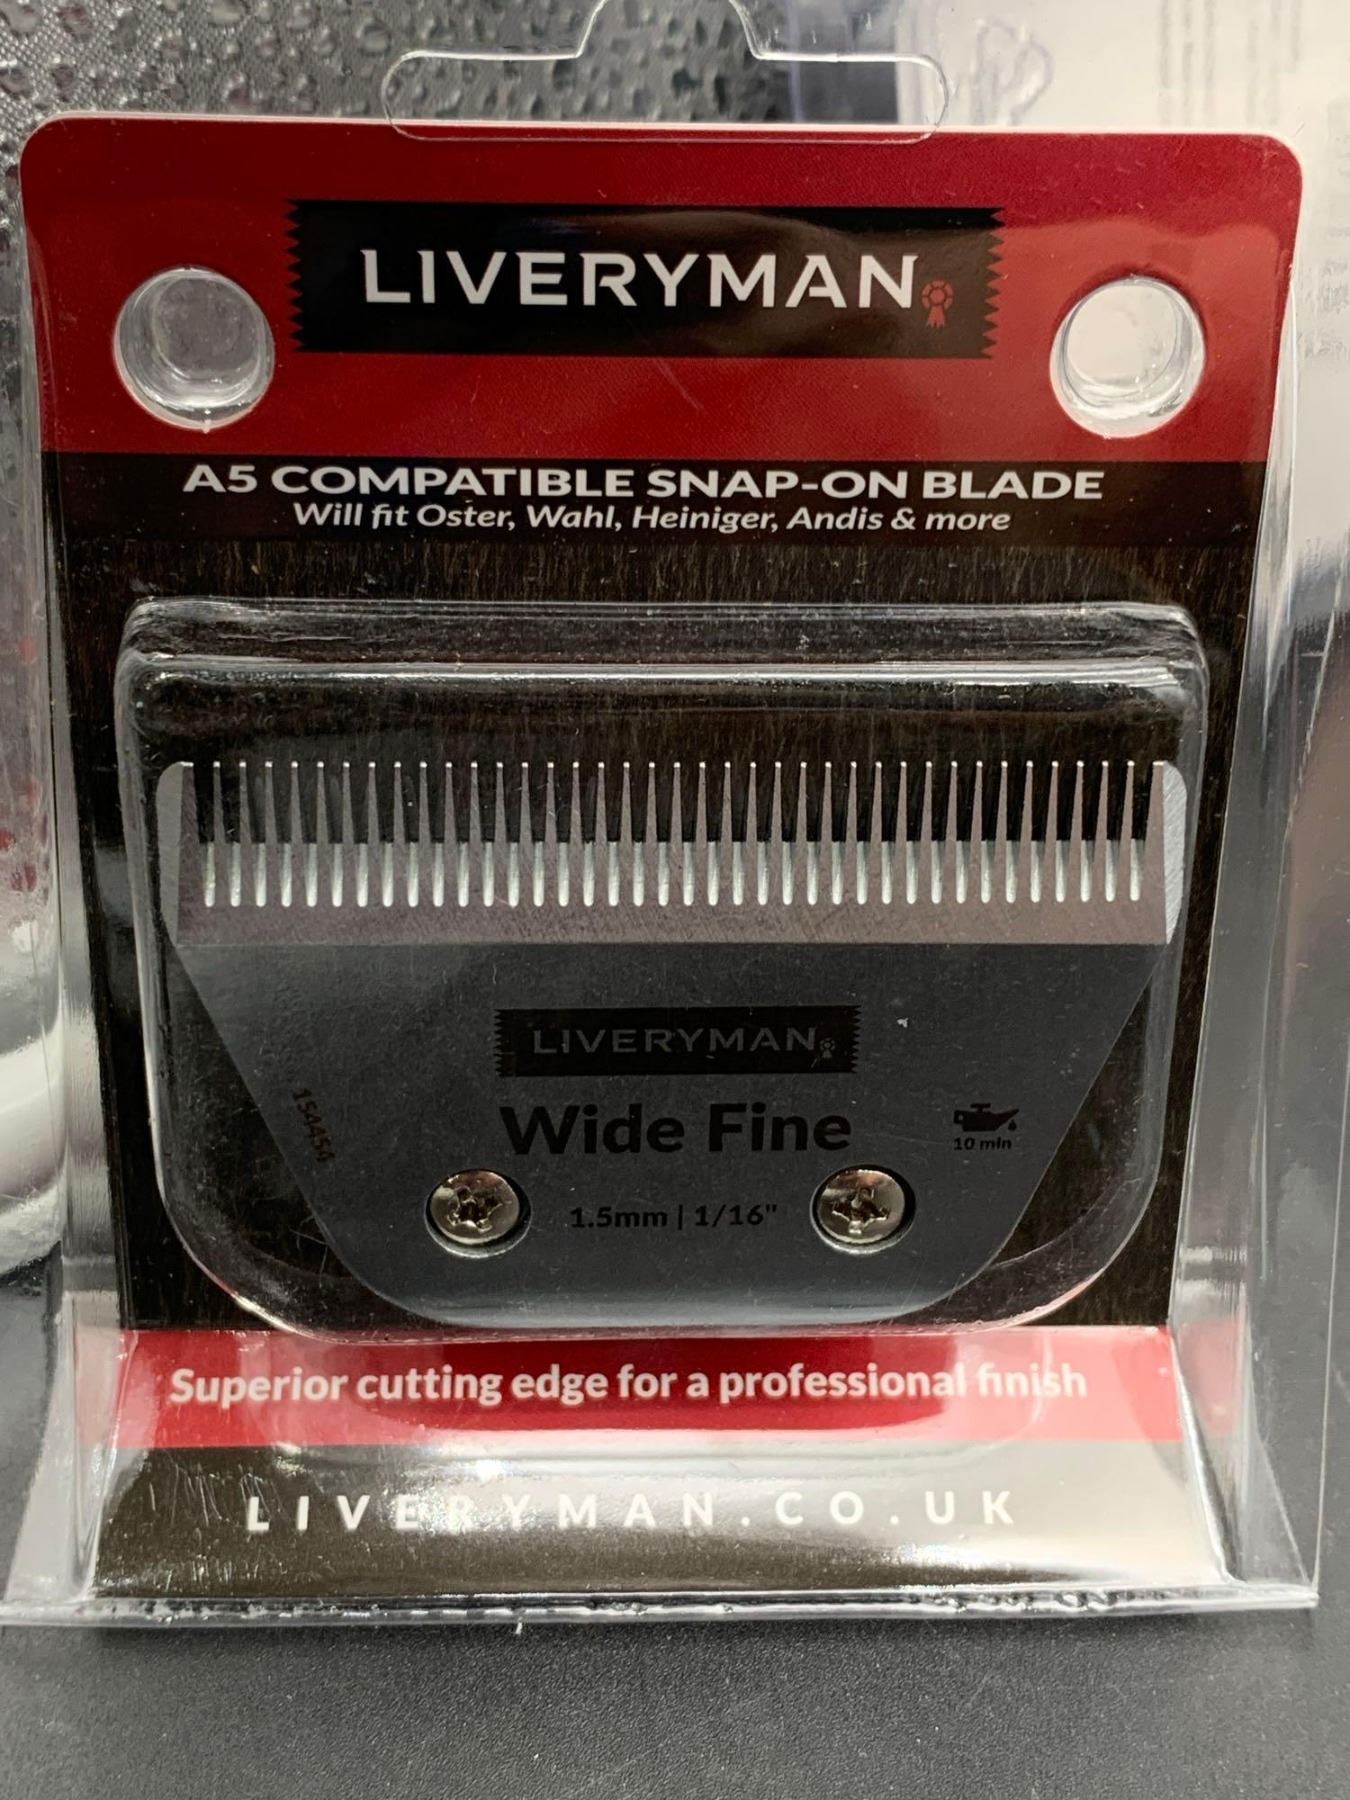 LIVERYMAN
A5 COMPATIBLE SNAP-ON BLADE
Will fit Oster, Wahl, Heiniger, Andis & more
LIVERYMAN
Wide Fine
154454
10 min
1.5mm | 1/16"
Superior cutting edge for a professional finish
LIVERYMAN.CO.UK